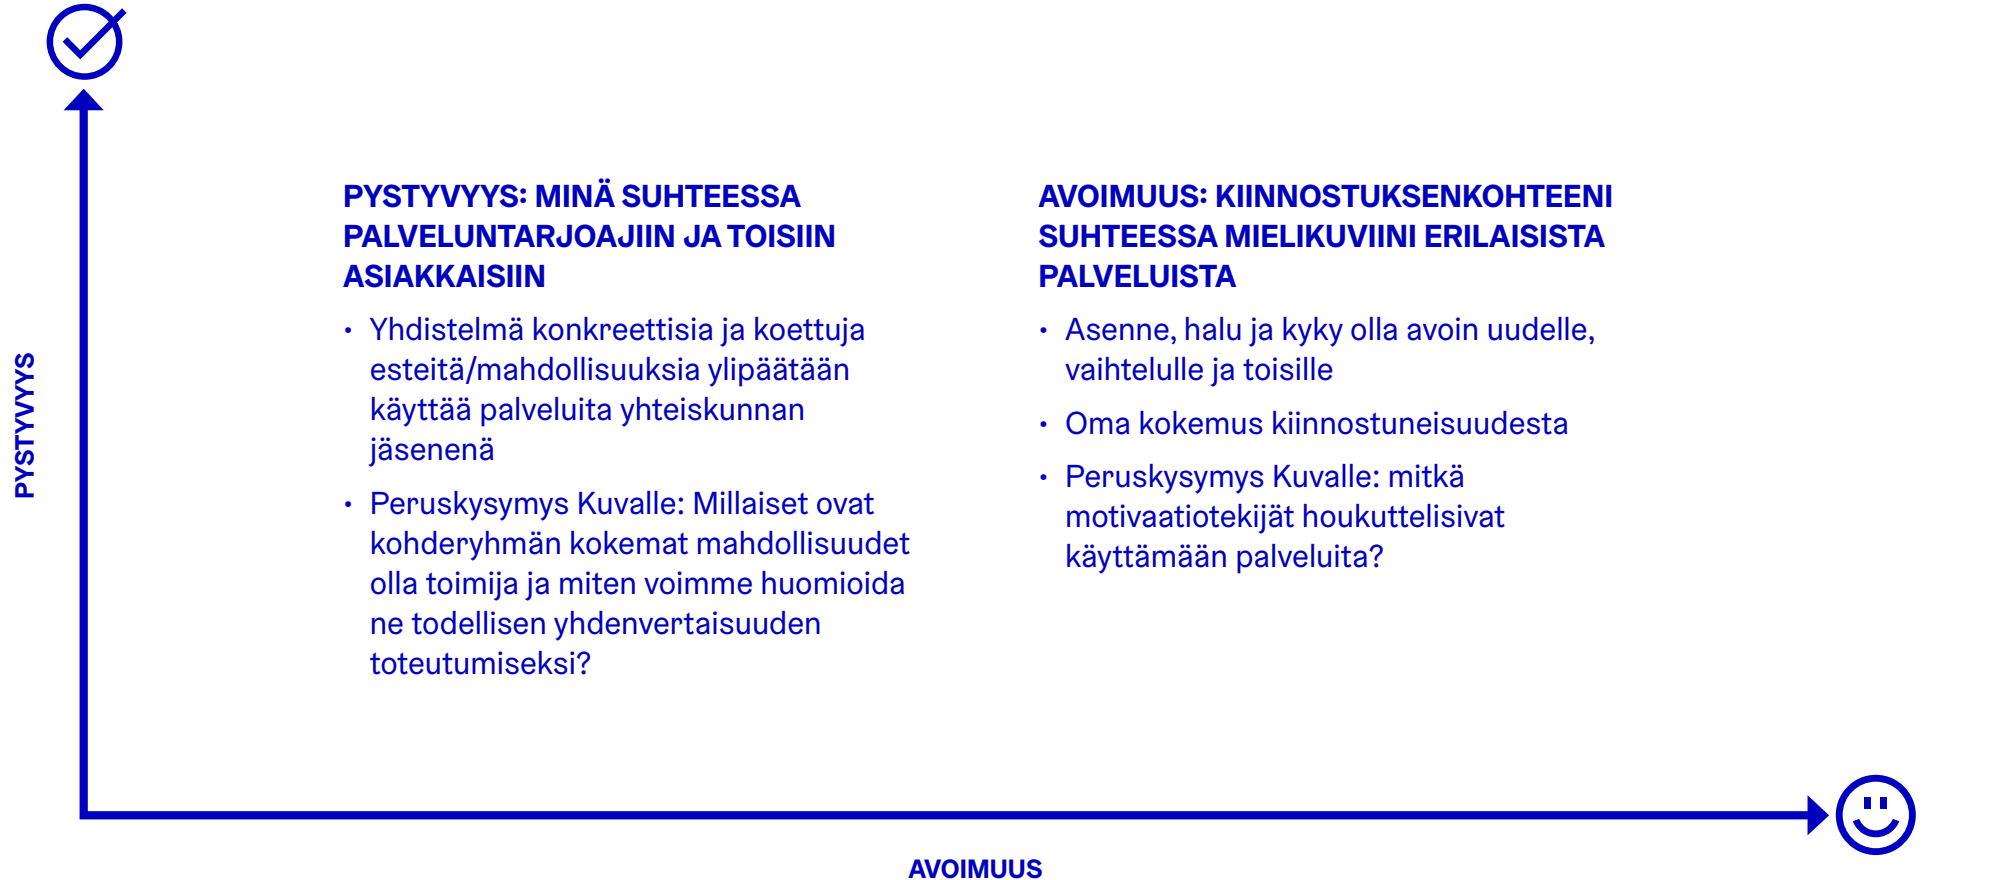 PYSTYVYYS
PYSTYVYYS: MINÄ SUHTEESSA
PALVELUNTARJOAJIIN JA TOISIIN
ASIAKKAISIIN
• Yhdistelmä konkreettisia ja koettuja
esteitä/mahdollisuuksia ylipäätään
käyttää palveluita yhteiskunnan
jäsenenä
• Peruskysymys Kuvalle: Millaiset ovat
kohderyhmän kokemat mahdollisuudet
olla toimija ja miten voimme huomioida
ne todellisen yhdenvertaisuuden
toteutumiseksi?
AVOIMUUS: KIINNOSTUKSENKOHTEENI
SUHTEESSA MIELIKUVIINI ERILAISISTA
PALVELUISTA
• Asenne, halu ja kyky olla avoin uudelle,
vaihtelulle ja toisille
• Oma kokemus kiinnostuneisuudesta
• Peruskysymys Kuvalle: mitkä
motivaatiotekijät houkuttelisivat
käyttämään palveluita?
AVOIMUUS